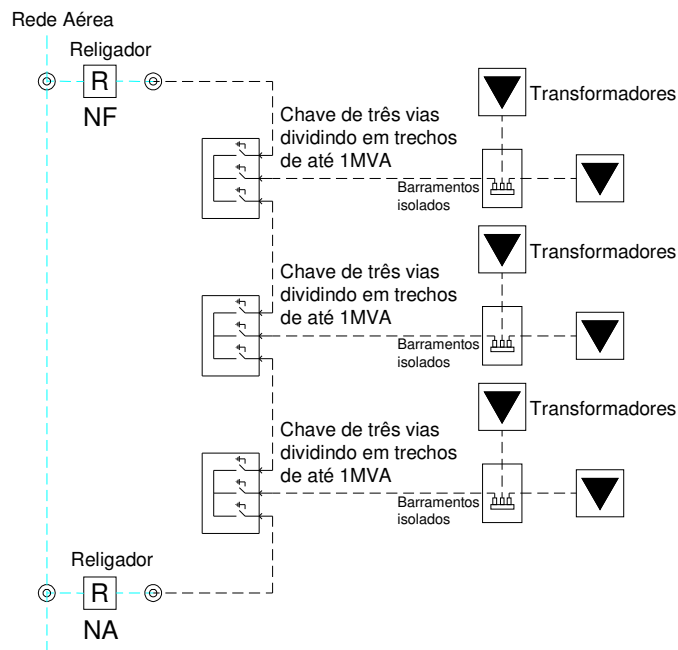 Rede Aérea
Religador
R
NF
Chave de três vias
dividindo em trechos
de até 1MVA
Transformadores
Barramentos
isolados
Chave de três vias
dividindo em trechos
de até 1MVA
Transformadores
Barramentos
isolados
Chave de três vias
dividindo em trechos
de até 1MVA
Transformadores
Barramentos
isolados
Religador
R
NA